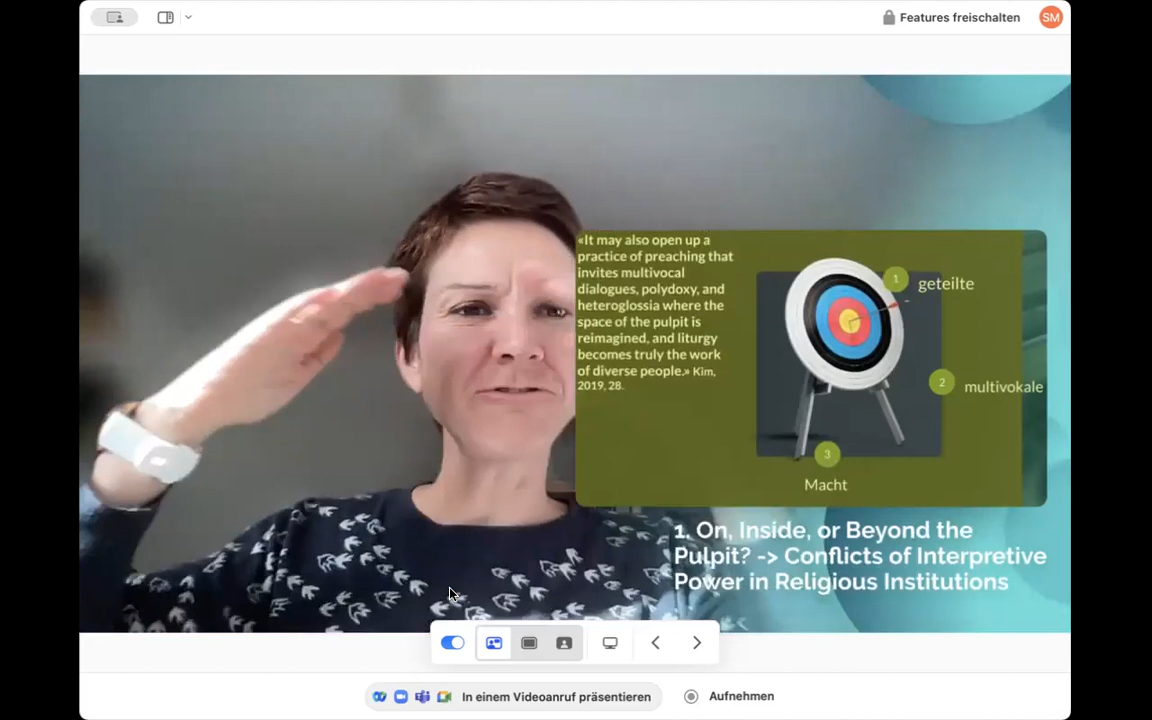 Features freischalten
SM
«It may also open up a
practice of preaching that
invites multivocal
dialogues, polydoxy, and
heteroglossia where the
space of the pulpit is
reimagined, and liturgy
becomes truly the work
of diverse people.» Kim,
2019, 28.
1
geteilte
2
multivokale
3
Macht
1. On, Inside, or Beyond the
Pulpit? -> Conflicts of Interpretive
Power in Religious Institutions
In einem Videoanruf präsentieren
Aufnehmen